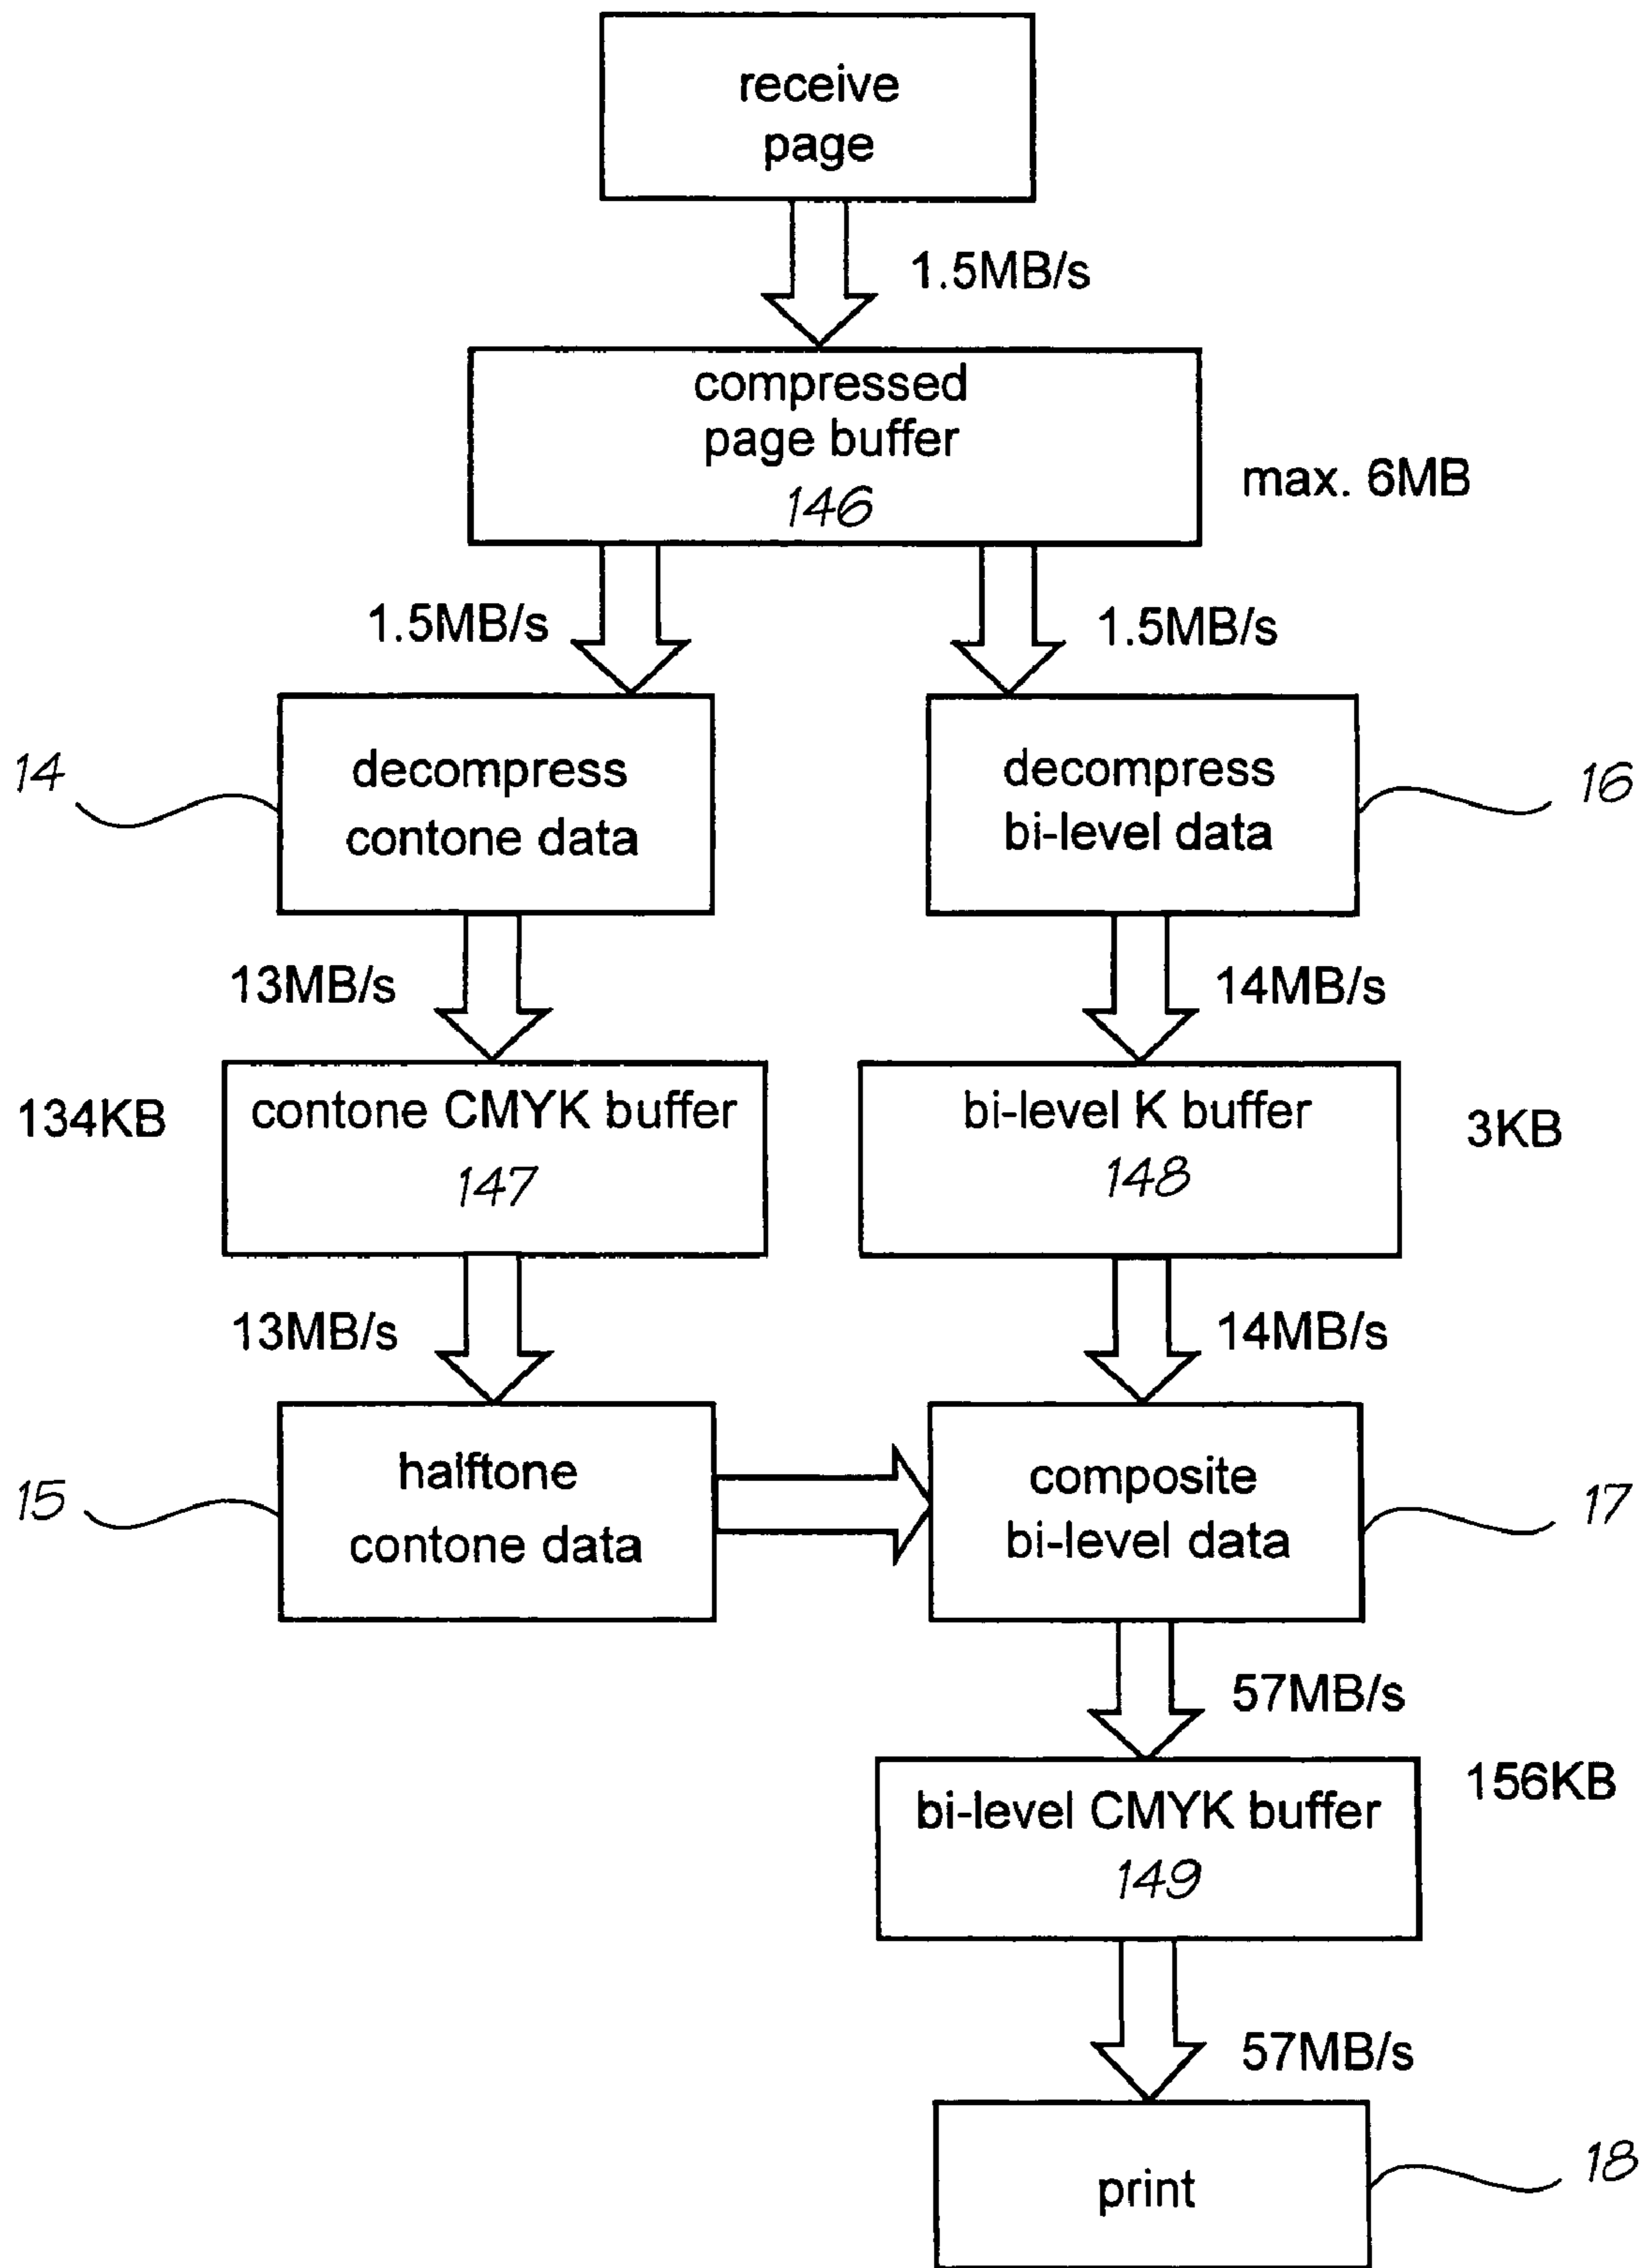 receive
page
1.5MB/s
compressed
page buffer
146
max. 6MB
1.5MB/s
1.5MB/s
14
decompress
contone data
decompress
bi-level data
16
13MB/s
14MB/s
134KB
contone CMYK buffer
147
bi-level K buffer
148
3KB
13MB/s
14MB/s
15
halftone
contone data
composite
bi-level data
17
57MB/s
156KB
bi-level CMYK buffer
149
57MB/s
print
18